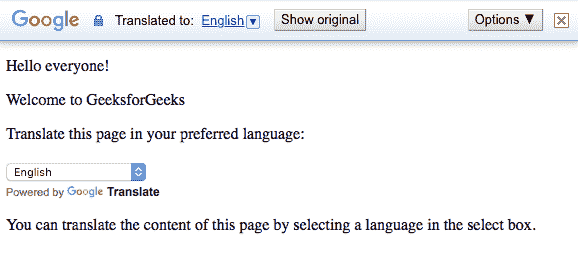 Google Translated to: English Show original Options ▼
Hello everyone!
Welcome to GeeksforGeeks
Translate this page in your preferred language:
English
Powered by Google Translate
You can translate the content of this page by selecting a language in the select box.